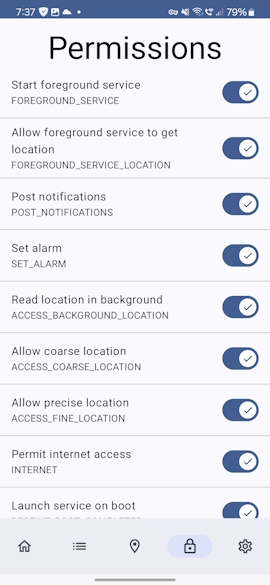 7:37 79%
Permissions
Start foreground service
FOREGROUND_SERVICE
Allow foreground service to get
location
FOREGROUND_SERVICE_LOCATION
Post notifications
POST_NOTIFICATIONS
Set alarm
SET_ALARM
Read location in background
ACCESS_BACKGROUND_LOCATION
Allow coarse location
ACCESS_COARSE_LOCATION
Allow precise location
ACCESS_FINE_LOCATION
Permit internet access
INTERNET
Launch service on boot